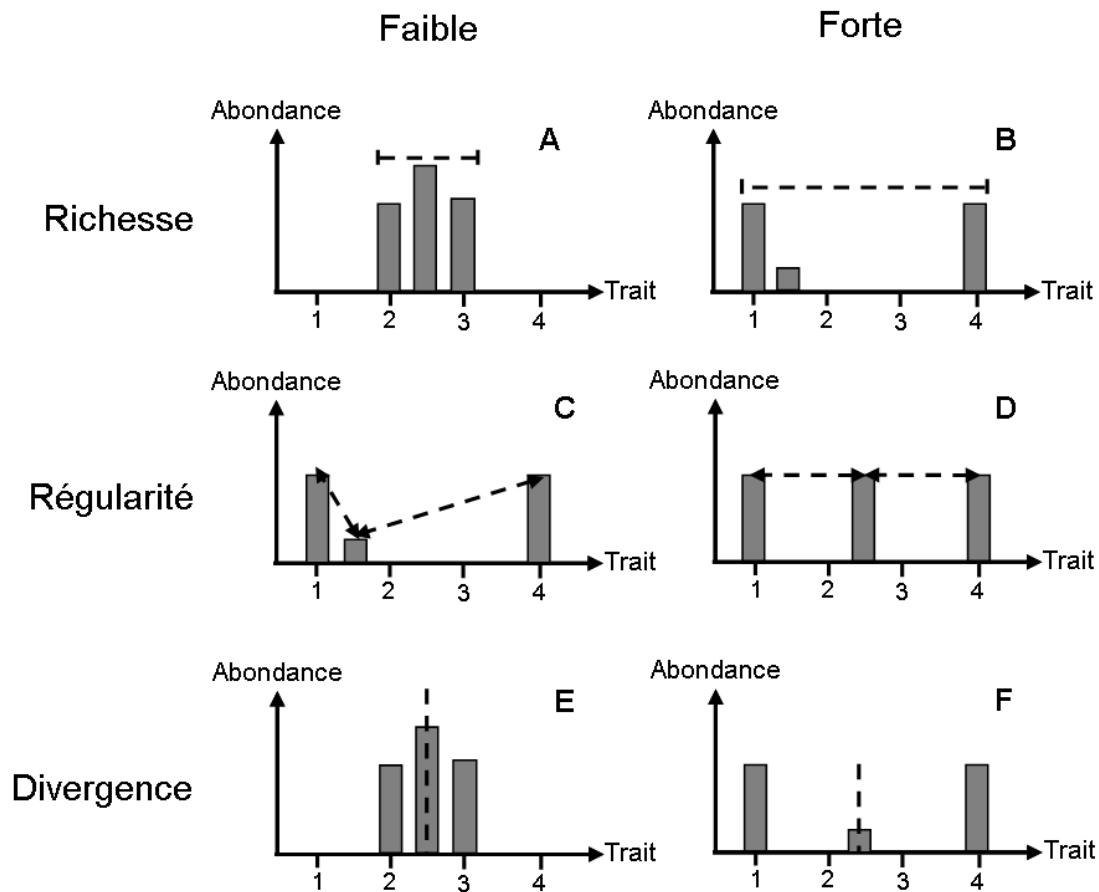 Faible Forte
Abondance A Abondance B
Richesse
Trait Trait
1 2 3 4 1 2 3 4
Abondance C Abondance D
Régularité
Trait Trait
1 2 3 4 1 2 3 4
Abondance E Abondance F
Divergence
Trait Trait
1 2 3 4 1 2 3 4